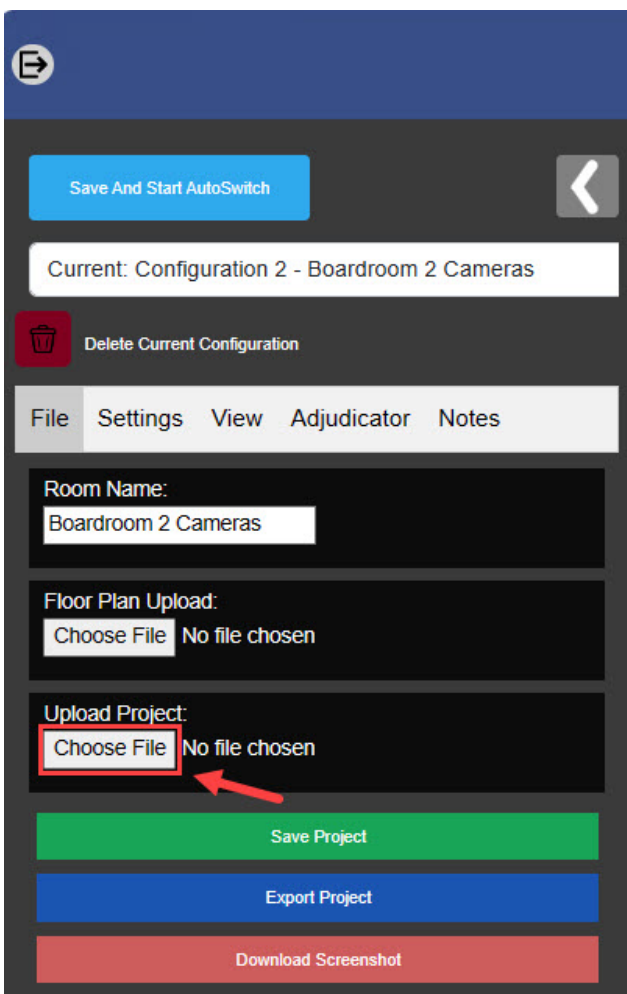 Save And Start AutoSwitch
Current: Configuration 2 - Boardroom 2 Cameras
Delete Current Configuration
File Settings View Adjudicator Notes
Room Name:
Boardroom 2 Cameras
Floor Plan Upload:
Choose File No file chosen
Upload Project:
Choose File No file chosen
Save Project
Export Project
Download Screenshot